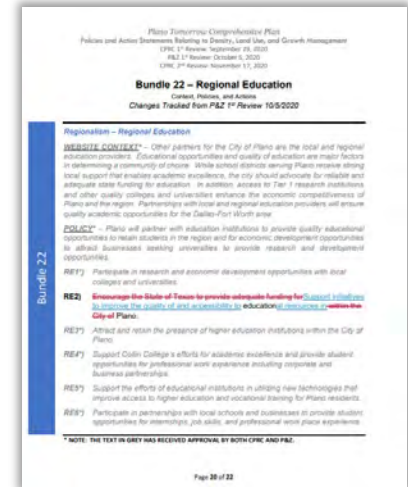 Plano Tomorrow Comprehensive Plan
Policies and Action Statements Relating to Density, Land Use, and Growth Management
CPRC 1st Review: September 29, 2020
P&Z 1st Review: October 5, 2020
CPRC 2nd Review: November 17, 2020
Bundle 22 – Regional Education
Context, Policies, and Actions
Changes Tracked from P&Z 1st Review 10/5/2020
Bundle 22
Regionalism – Regional Education
WEBSITE CONTEXT* – Other partners for the City of Plano are the local and regional
education providers. Educational opportunities and quality of education are major factors
in determining a community of choice. While school districts serving Plano receive strong
local support that enables academic excellence, the city should advocate for reliable and
adequate state funding for education. In addition, access to Tier 1 research institutions
and other quality colleges and universities enhance the economic competitiveness of
Plano and the region. Partnerships with local and regional education providers will ensure
quality academic opportunities for the Dallas-Fort Worth area.
POLICY* – Plano will partner with education institutions to provide quality educational
opportunities to retain students in the region and for economic development opportunities
to attract businesses seeking universities to provide research and development
opportunities.
RE1*) Participate in research and economic development opportunities with local
colleges and universities.
RE2) Encourage the State of Texas to provide adequate funding forSupport initiatives
to improve the quality of and accessibility to educational resources in within the
City of Plano.
RE3*) Attract and retain the presence of higher education institutions within the City of
Plano.
RE4*) Support Collin College's efforts for academic excellence and provide student
opportunities for professional work experience including corporate and
business partnerships.
RE5*) Support the efforts of educational institutions in utilizing new technologies that
improve access to higher education and vocational training for Plano residents.
RE6*) Participate in partnerships with local schools and businesses to provide student
opportunities for internships, job skills, and professional work place experience.
* NOTE: THE TEXT IN GREY HAS RECEIVED APPROVAL BY BOTH CPRC AND P&Z.
Page 20 of 22